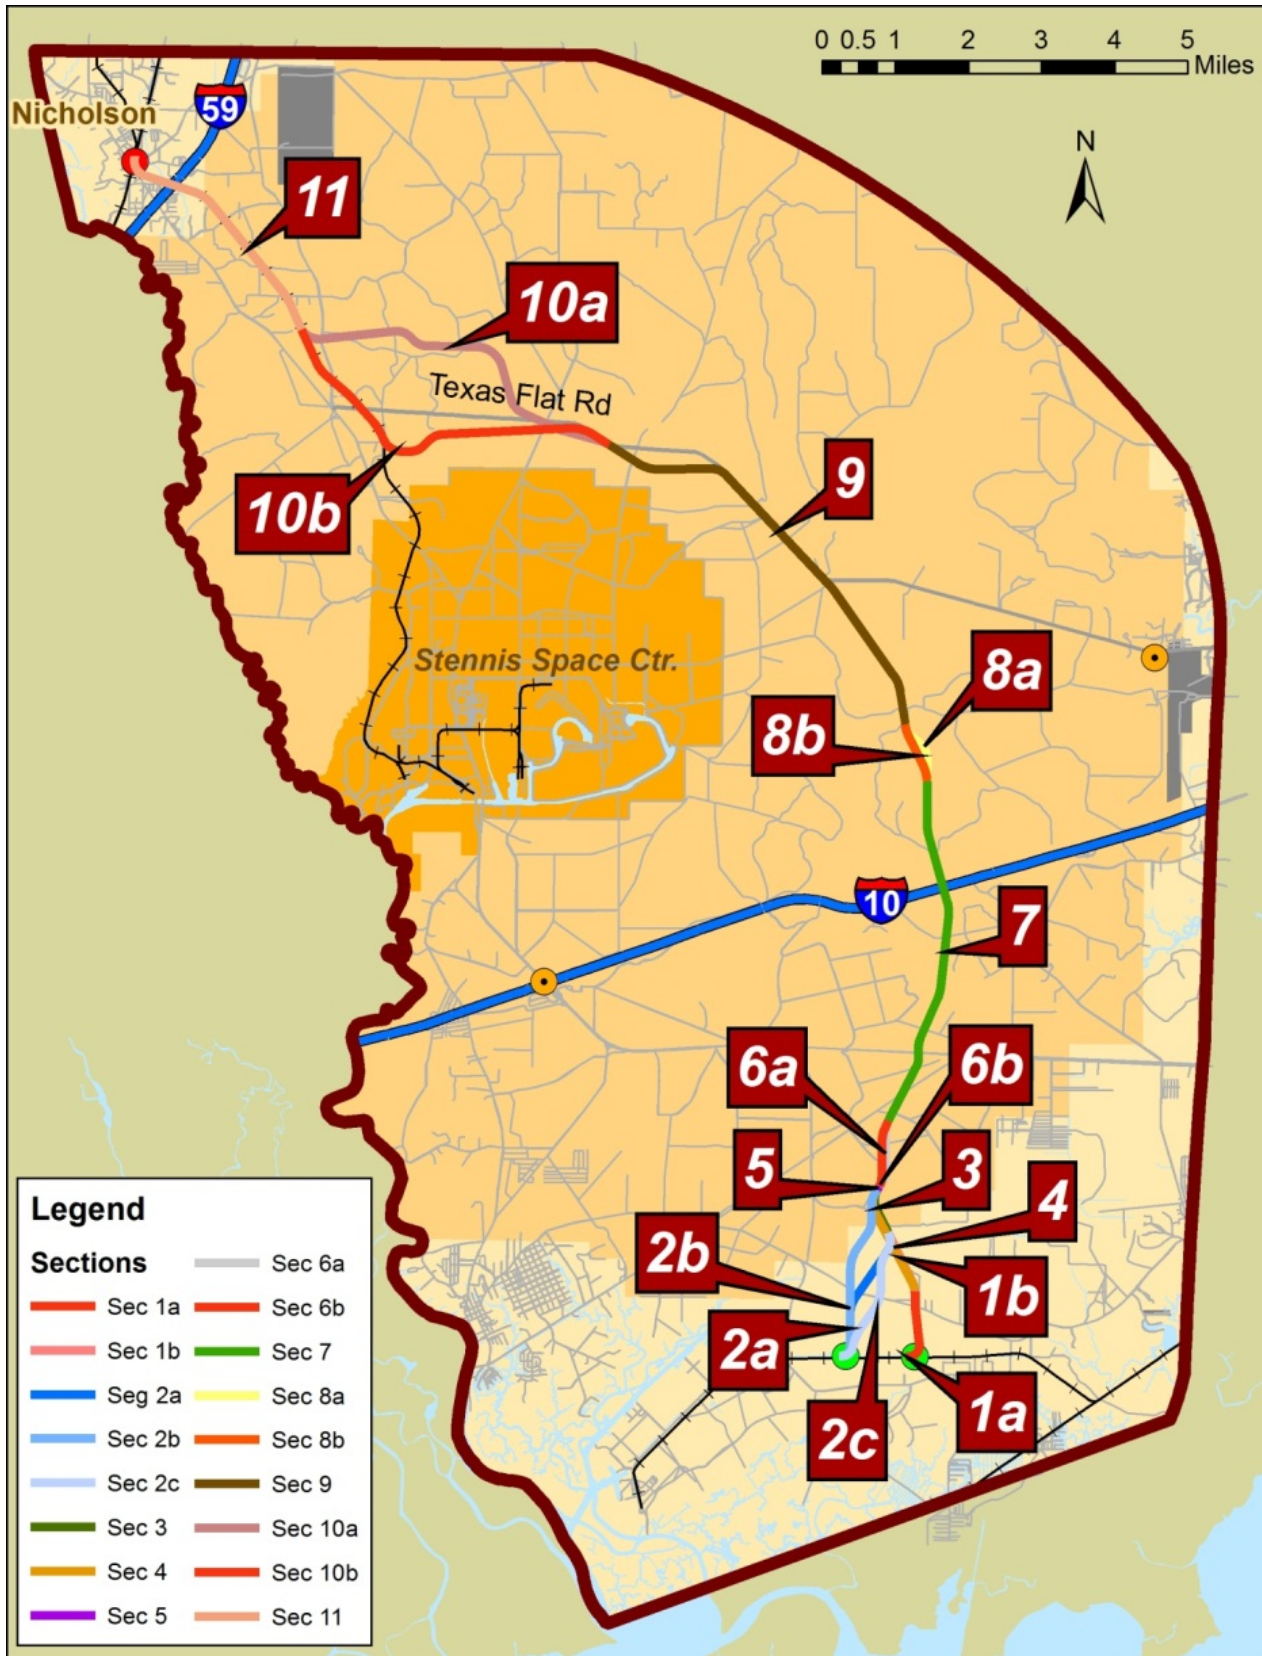 0 0.5 1 2 3 4 5
Miles
N
Nicholson
59
11
10a
Texas Flat Rd
9
10b
Stennis Space Ctr.
8a
8b
10
7
6a
6b
5
3
4
2b
1b
2a
1a
2c
Legend
Sections
Sec 1a
Sec 1b
Seg 2a
Sec 2b
Sec 2c
Sec 3
Sec 4
Sec 5
Sec 6a
Sec 6b
Sec 7
Sec 8a
Sec 8b
Sec 9
Sec 10a
Sec 10b
Sec 11